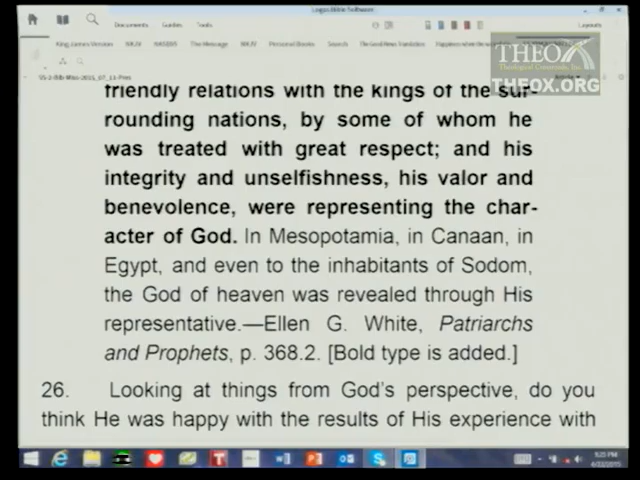 Logos Bible Software
Documents Guides Tools
Layouts
King James Version NKJV NASB95 The Message NKJV Personal Books Search The Good News Translation
THEO
THEOX.ORG
friendly relations with the kings of the sur-
rounding nations, by some of whom he
was treated with great respect; and his
integrity and unselfishness, his valor and
benevolence, were representing the char-
acter of God. In Mesopotamia, in Canaan, in
Egypt, and even to the inhabitants of Sodom,
the God of heaven was revealed through His
representative.—Ellen G. White, Patriarchs
and Prophets, p. 368.2. [Bold type is added.]
26. Looking at things from God's perspective, do you
think He was happy with the results of His experience with